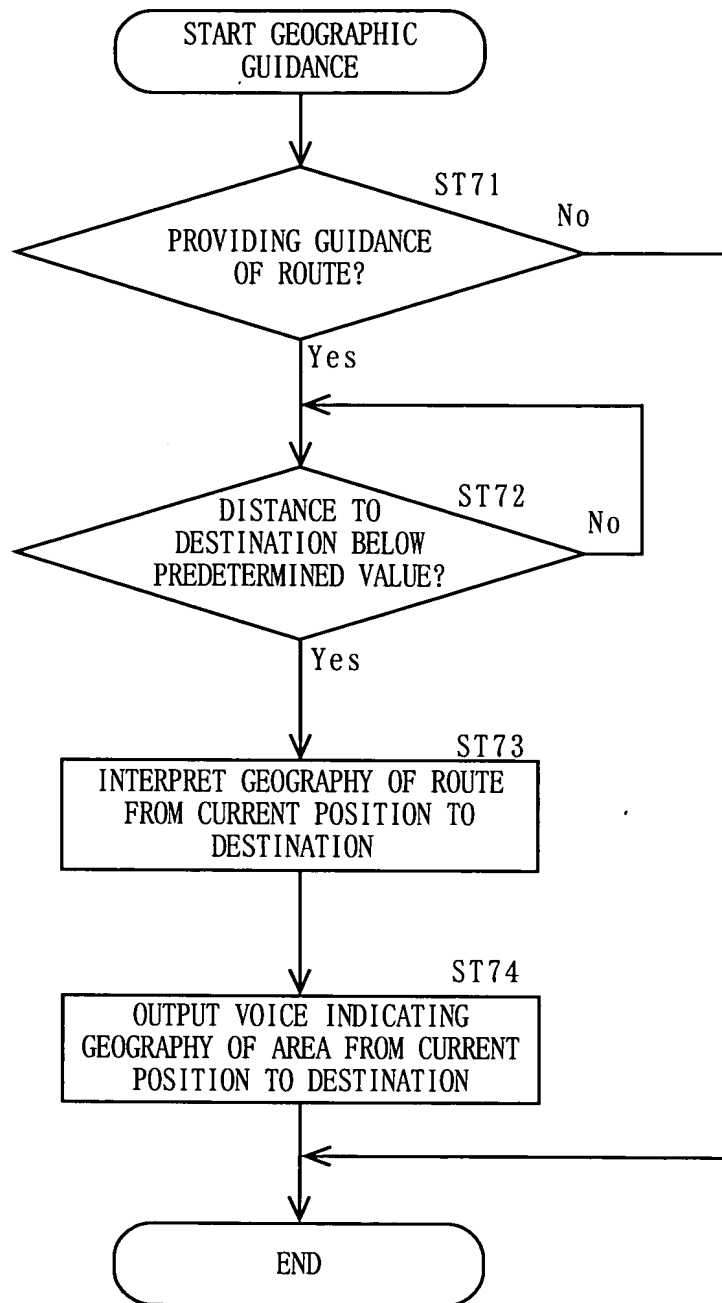 START GEOGRAPHIC
GUIDANCE
ST71
No
PROVIDING GUIDANCE
OF ROUTE?
Yes
ST72
No
DISTANCE TO
DESTINATION BELOW
PREDETERMINED VALUE?
Yes
ST73
INTERPRET GEOGRAPHY OF ROUTE
FROM CURRENT POSITION TO
DESTINATION
ST74
OUTPUT VOICE INDICATING
GEOGRAPHY OF AREA FROM CURRENT
POSITION TO DESTINATION
END